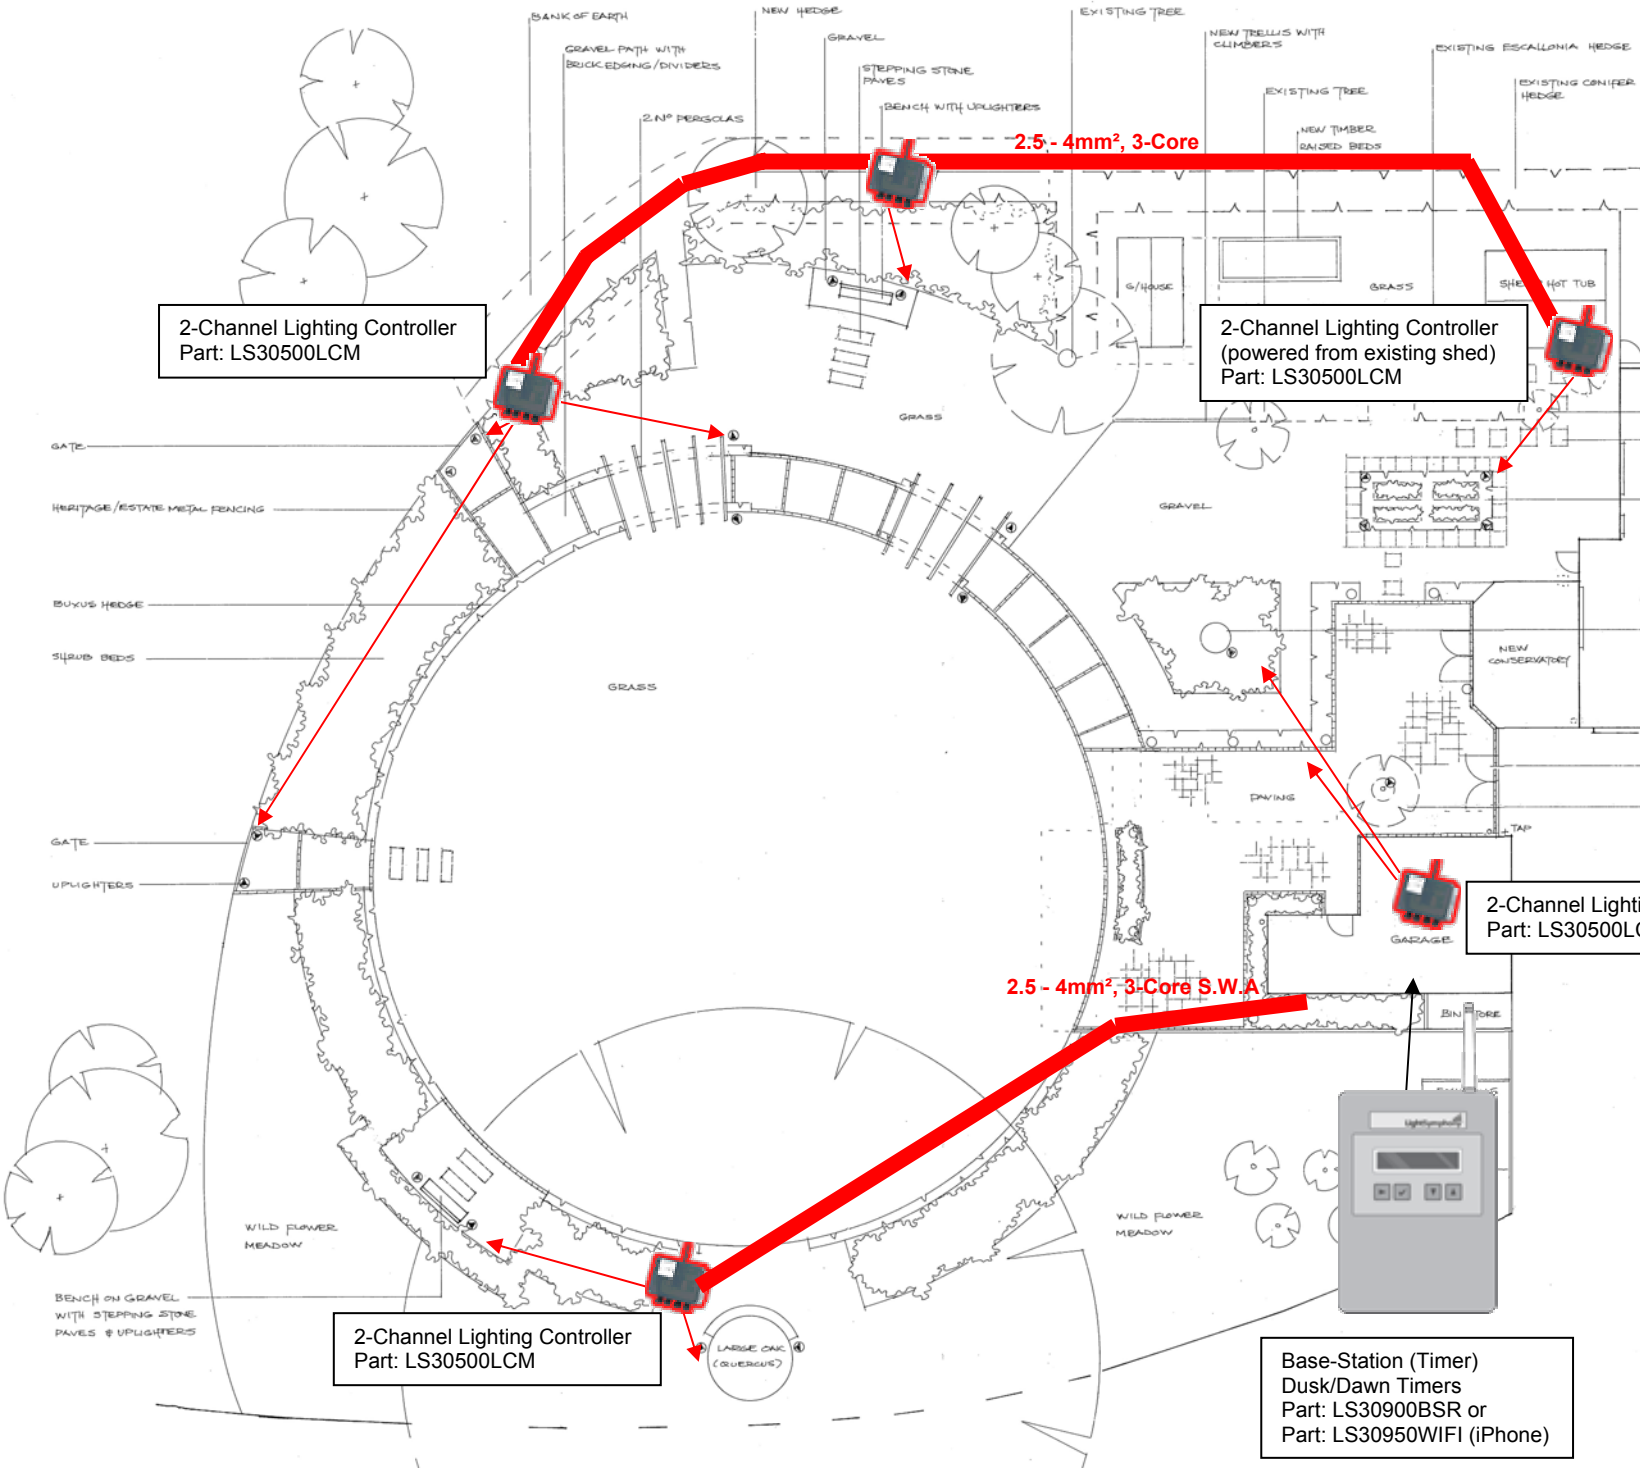 BANK OF EARTH
NEW HEDGE
EXISTING TREE
GRAVEL PATH WITH
BRICK EDGING/DIVIDERS
GRAVEL
NEW TRELLIS WITH
CLIMBERS
EXISTING ESCALLONIA HEDGE
STEPPING STONE
PAVES
EXISTING CONIFER
HEDGE
EXISTING TREE
BENCH WITH UPLIGHTERS
2 Nº PERGOLAS
NEW TIMBER
RAISED BEDS
2.5 - 4mm², 3-Core
G/HOUSE
GRASS
HOT TUB
2-Channel Lighting Controller
Part: LS30500LCM
2-Channel Lighting Controller
(powered from existing shed)
Part: LS30500LCM
GRASS
GATE
HERITAGE/ESTATE METAL FENCING
GRAVEL
BUXUS HEDGE
SHRUB BEDS
GRASS
NEW
CONSERVATORY
PAVING
TAP
GATE
UPLIGHTERS
2-Channel Lighti
Part: LS30500L
GARAGE
2.5 - 4mm², 3-Core S.W.A
LightSymphony
WILD FLOWER
MEADOW
WILD FLOWER
MEADOW
BENCH ON GRAVEL
WITH STEPPING STONE
PAVES & UPLIGHTERS
2-Channel Lighting Controller
Part: LS30500LCM
LARGE OAK
(QUERCUS)
Base-Station (Timer)
Dusk/Dawn Timers
Part: LS30900BSR or
Part: LS30950WIFI (iPhone)